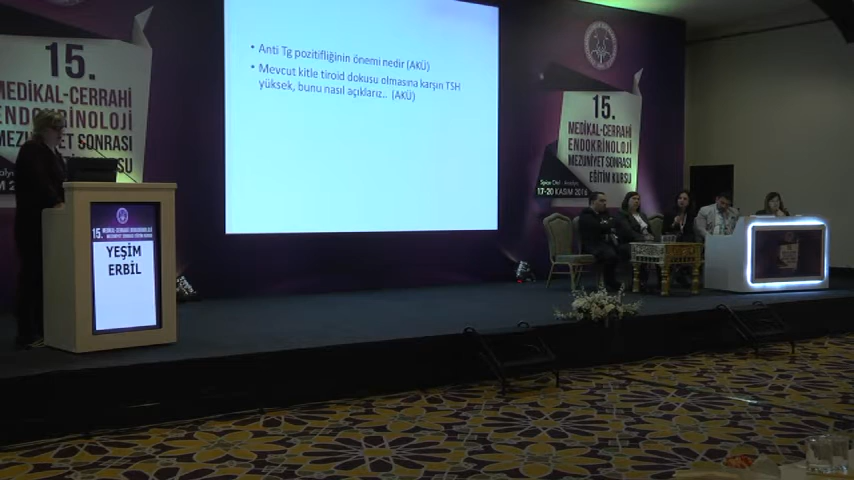 15.
MEDİKAL-CERRAHİ
ENDOKRİNOLOJİ
MEZUNİYET SONRASI
• Anti Tg pozitifliğinin önemi nedir (AKÜ)
• Mevcut kitle tiroid dokusu olmasına karşın TSH
yüksek, bunu nasıl açıklarız.. (AKÜ)
15.
MEDİKAL-CERRAHİ
ENDOKRİNOLOJİ
MEZUNİYET SONRASI
EĞİTİM KURSU
17-20 KASIM 2016
15.
YEŞİM
ERBİL